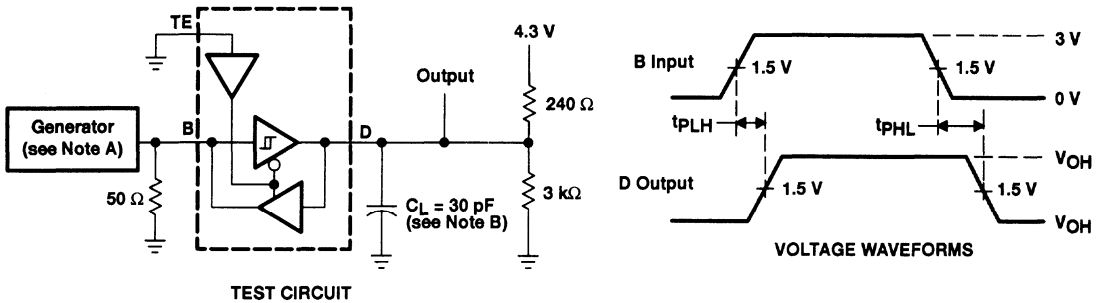 TE
4.3 V
Output
240 Ω
Generator
(see Note A)
B
D
50 Ω
C_L = 30 pF
(see Note B)
3 kΩ
TEST CIRCUIT
B Input
3 V
1.5 V
1.5 V
0 V
t_PLH
t_PHL
D Output
V_OH
1.5 V
1.5 V
V_OH
VOLTAGE WAVEFORMS